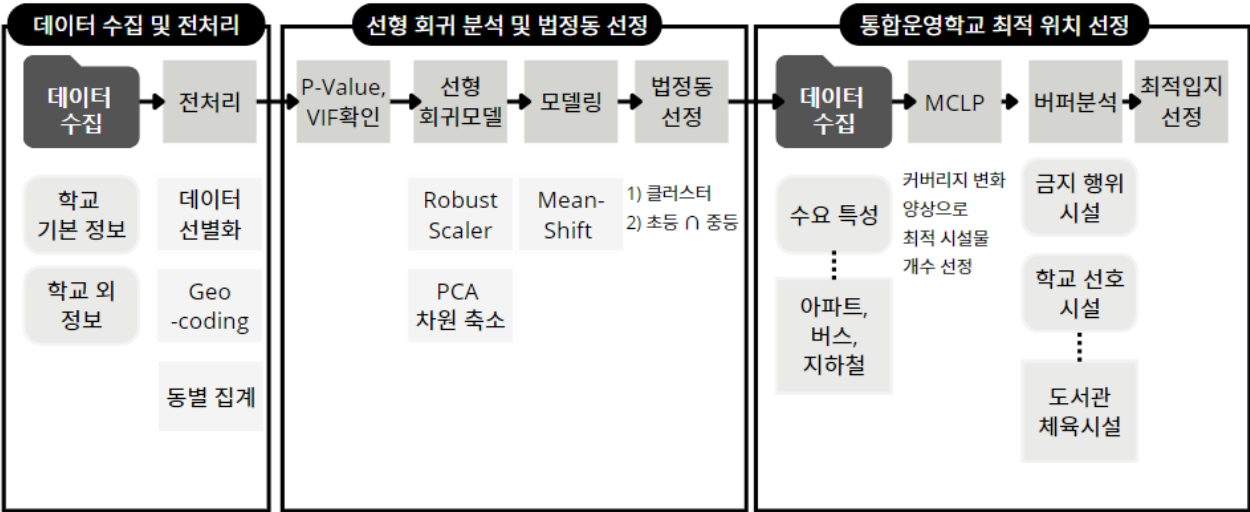 데이터 수집 및 전처리
데이터
수집
전처리
학교
기본 정보
데이터
선별화
학교 외
정보
Geo
-coding
동별 집계
선형 회귀 분석 및 법정동 선정
P-Value,
VIF확인
선형
회귀모델
모델링
법정동
선정
Robust
Scaler
Mean-
Shift
1) 클러스터
2) 초등 ∩ 중등
PCA
차원 축소
통합운영학교 최적 위치 선정
데이터
수집
MCLP
버퍼분석
최적입지
선정
수요 특성
아파트,
버스,
지하철
커버리지 변화
양상으로
최적 시설물
개수 선정
금지 행위
시설
학교 선호
시설
도서관
체육시설